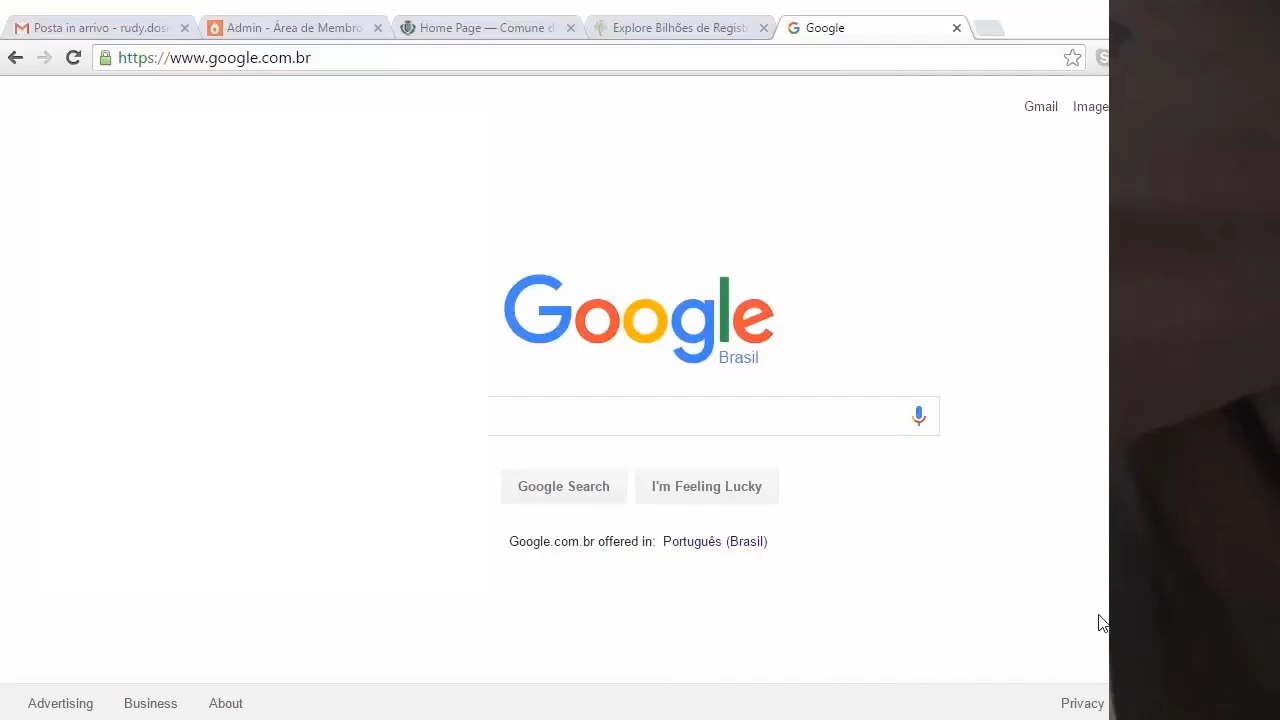 Posta in arrivo - rudy.dos
Admin - Área de Membro
Home Page — Comune d
Explore Bilhões de Regist
Google
https://www.google.com.br
Gmail Image
Google
Brasil
Google Search I'm Feeling Lucky
Google.com.br offered in: Português (Brasil)
Advertising Business About Privacy